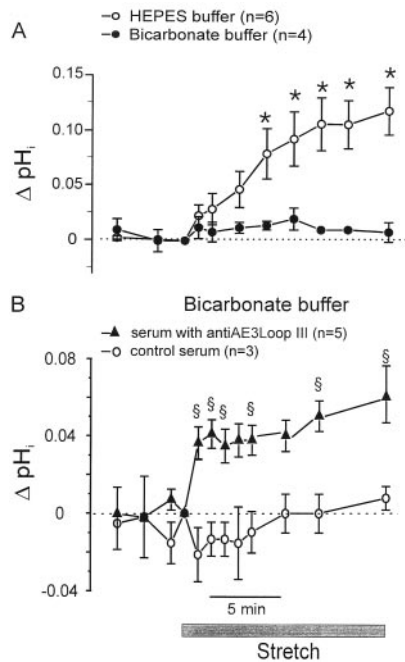 HEPES buffer (n=6)
A
Bicarbonate buffer (n=4)
0.15
0.10
0.05
0
Δ pHi
* * * * * *
B
Bicarbonate buffer
serum with antiAE3Loop III (n=5)
control serum (n=3)
0.08
0.04
0
-0.04
Δ pHi
§ § § § § §
5 min
Stretch